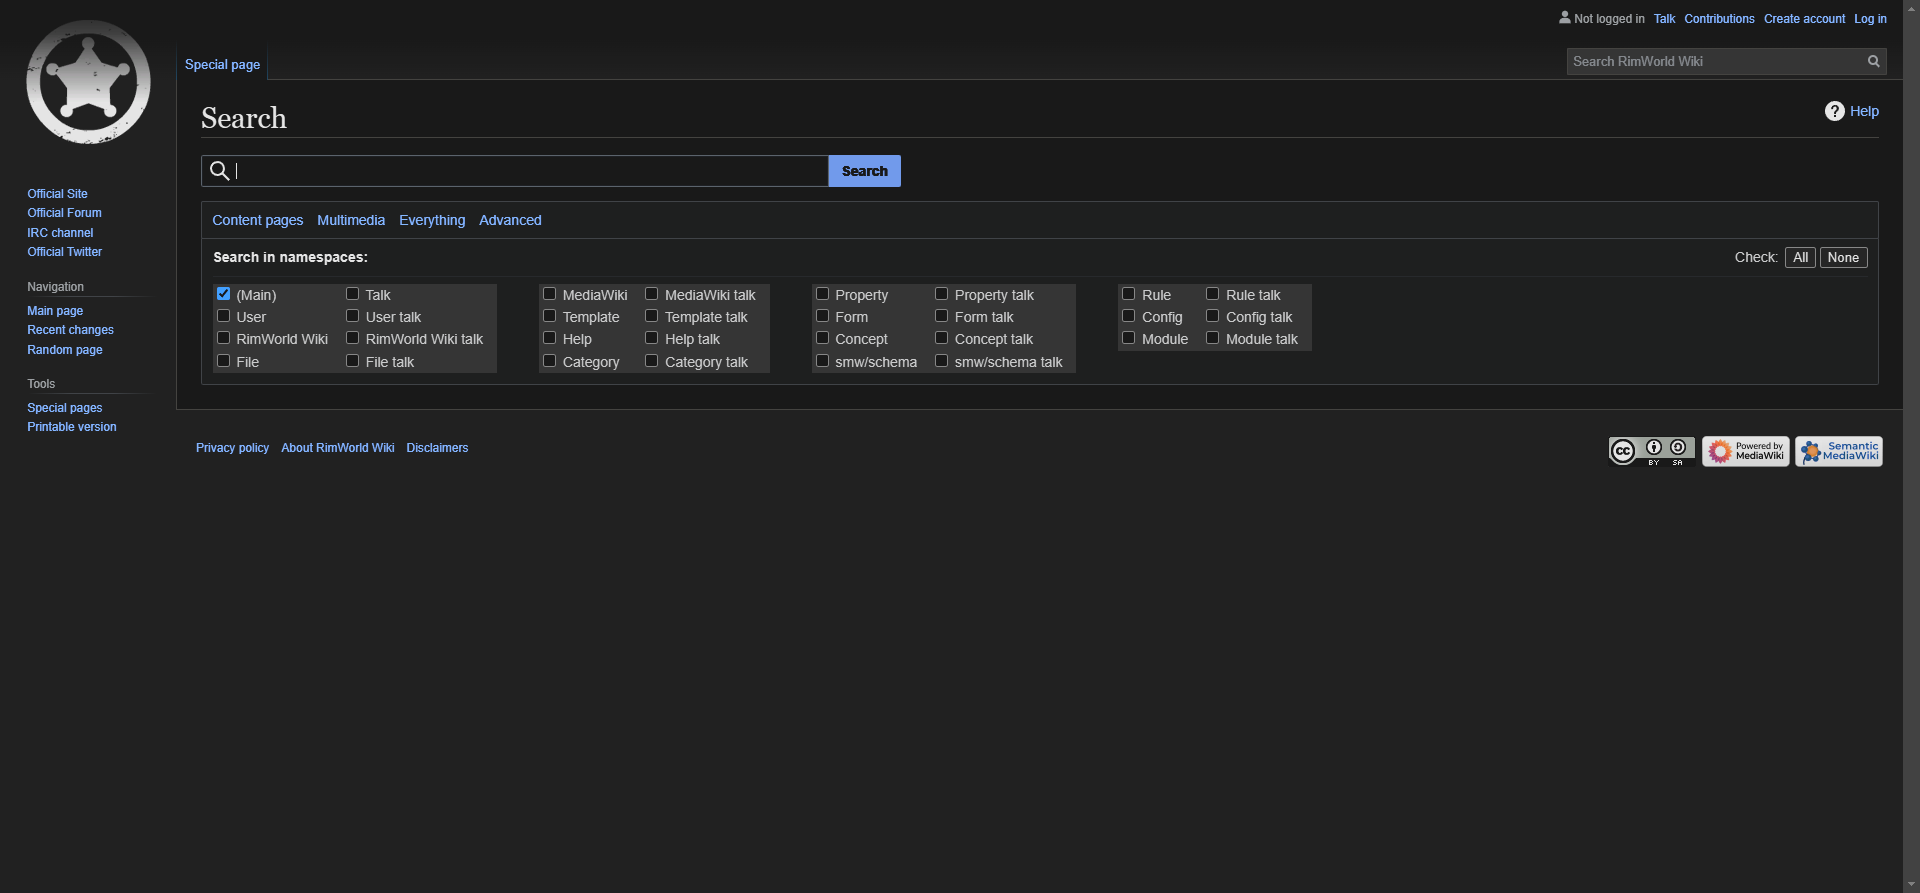 Not logged in Talk Contributions Create account Log in
Special page
Search RimWorld Wiki
Search
Help
Search
Content pages Multimedia Everything Advanced
Search in namespaces:
Check: All None
(Main) Talk MediaWiki MediaWiki talk Property Property talk Rule Rule talk
User User talk Template Template talk Form Form talk Config Config talk
RimWorld Wiki RimWorld Wiki talk Help Help talk Concept Concept talk Module Module talk
File File talk Category Category talk smw/schema smw/schema talk
Official Site
Official Forum
IRC channel
Official Twitter
Navigation
Main page
Recent changes
Random page
Tools
Special pages
Printable version
Privacy policy About RimWorld Wiki Disclaimers
cc BY SA
Powered by
MediaWiki
Semantic
MediaWiki